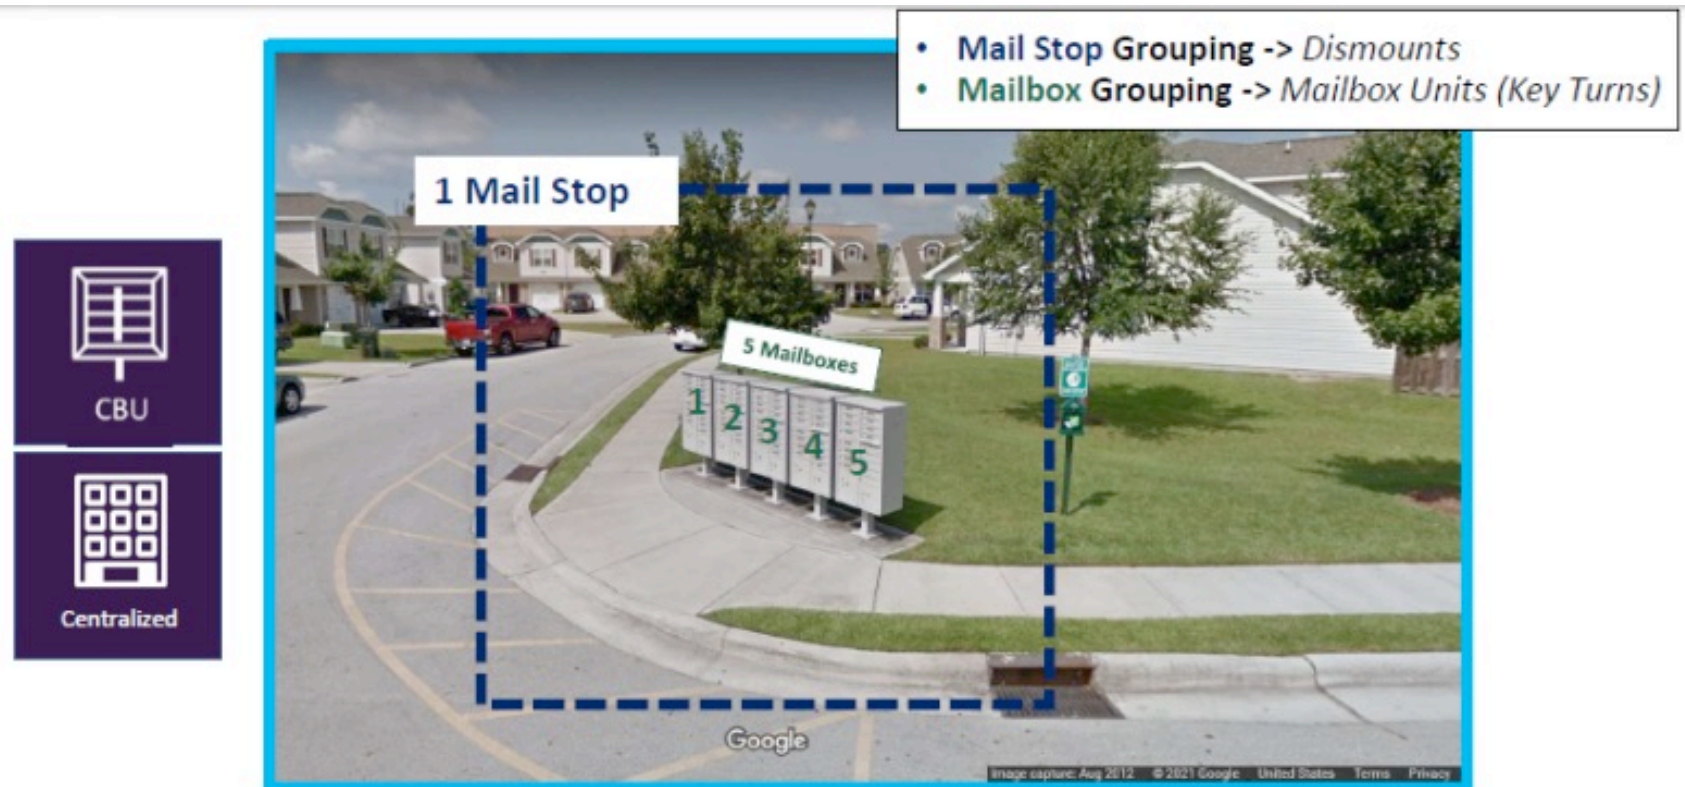 • Mail Stop Grouping -> Dismounts
• Mailbox Grouping -> Mailbox Units (Key Turns)
1 Mail Stop
5 Mailboxes
1
2
3
4
5
CBU
Centralized
Google
Image capture: Aug 2012 © 2021 Google United States Terms Privacy